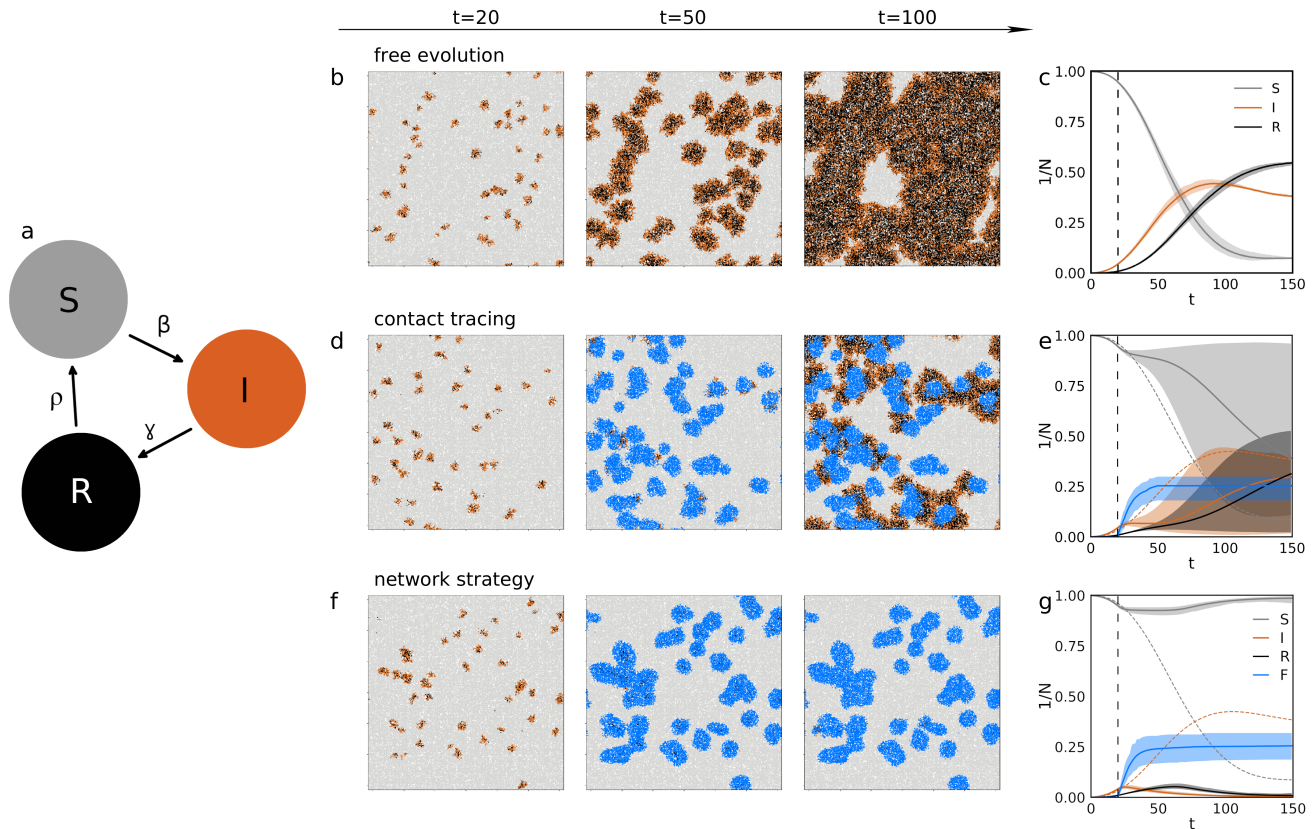 t=20 t=50 t=100
free evolution
b
c
1.00
0.75
0.50
0.25
0.00
1/N
S
I
R
50 100 150
t
a
S
β
I
ρ
γ
R
contact tracing
d
e
1.00
0.75
0.50
0.25
0.00
1/N
0 50 100 150
t
network strategy
f
g
1.00
0.75
0.50
0.25
0.00
1/N
S
I
R
F
0 50 100 150
t